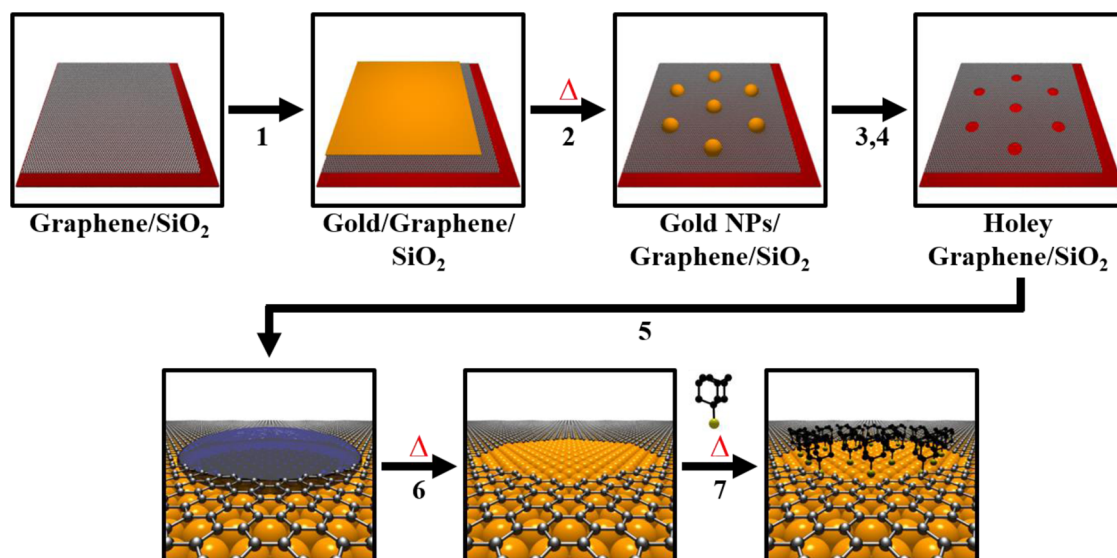 1
Δ
2
3,4
Graphene/SiO₂
Gold/Graphene/
SiO₂
Gold NPs/
Graphene/SiO₂
Holey
Graphene/SiO₂
5
Δ
6
Δ
7